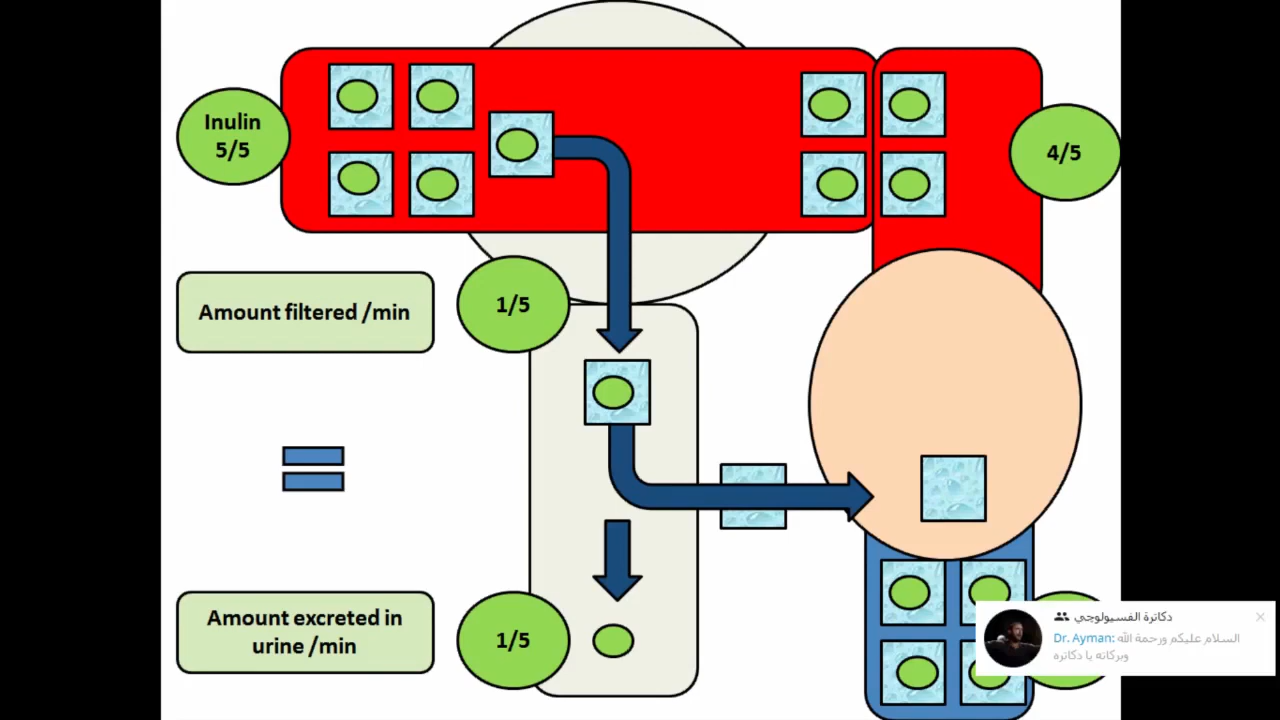 Inulin
5/5
4/5
Amount filtered /min
1/5
Amount excreted in
urine /min
1/5
دكاترة الفسيولوجي
Dr. Ayman: السلام عليكم ورحمة الله
وبركاته يا دكاتره